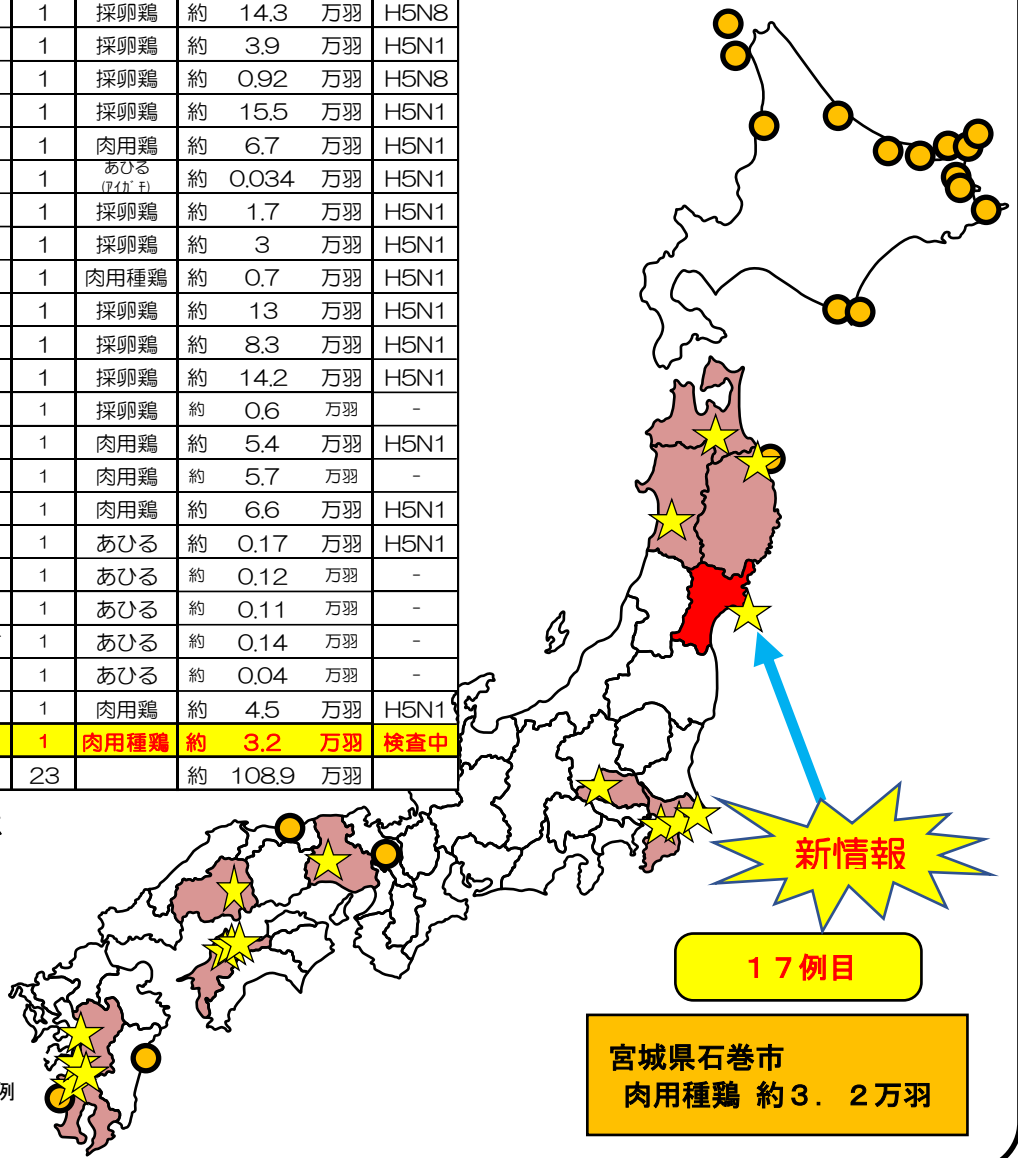 1 採卵鶏 約 14.3 万羽 H5N8
1 採卵鶏 約 3.9 万羽 H5N1
1 採卵鶏 約 0.92 万羽 H5N8
1 採卵鶏 約 15.5 万羽 H5N1
1 肉用鶏 約 6.7 万羽 H5N1
1 あひる (アイガモ) 約 0.034 万羽 H5N1
1 採卵鶏 約 1.7 万羽 H5N1
1 採卵鶏 約 3 万羽 H5N1
1 肉用種鶏 約 0.7 万羽 H5N1
1 採卵鶏 約 13 万羽 H5N1
1 採卵鶏 約 8.3 万羽 H5N1
1 採卵鶏 約 14.2 万羽 H5N1
1 採卵鶏 約 0.6 万羽 -
1 肉用鶏 約 5.4 万羽 H5N1
1 肉用鶏 約 5.7 万羽 -
1 肉用鶏 約 6.6 万羽 H5N1
1 あひる 約 0.17 万羽 H5N1
1 あひる 約 0.12 万羽 -
1 あひる 約 0.11 万羽 -
1 あひる 約 0.14 万羽 -
1 あひる 約 0.04 万羽 -
1 肉用鶏 約 4.5 万羽 H5N1
1 肉用種鶏 約 3.2 万羽 検査中
23 約 108.9 万羽
新情報
１７例目
宮城県石巻市
肉用種鶏 約３．２万羽
例